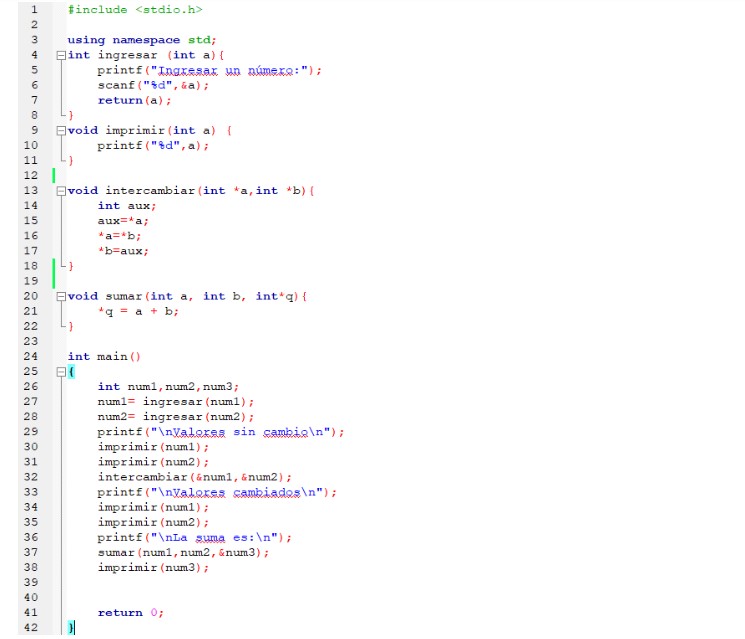 1 #include <stdio.h>
2
3 using namespace std;
4 int ingresar (int a){
5 printf("Ingresar un número:");
6 scanf("%d",&a);
7 return(a);
8 }
9 void imprimir(int a) {
10 printf("%d",a);
11 }
12
13 void intercambiar(int *a,int *b){
14 int aux;
15 aux=*a;
16 *a=*b;
17 *b=aux;
18 }
19
20 void sumar(int a, int b, int*q){
21 *q = a + b;
22 }
23
24 int main()
25 {
26 int num1,num2,num3;
27 num1= ingresar(num1);
28 num2= ingresar(num2);
29 printf("\nValores sin cambio\n");
30 imprimir(num1);
31 imprimir(num2);
32 intercambiar(&num1,&num2);
33 printf("\nValores cambiados\n");
34 imprimir(num1);
35 imprimir(num2);
36 printf("\nLa suma es:\n");
37 sumar(num1,num2,&num3);
38 imprimir(num3);
39
40
41 return 0;
42 }